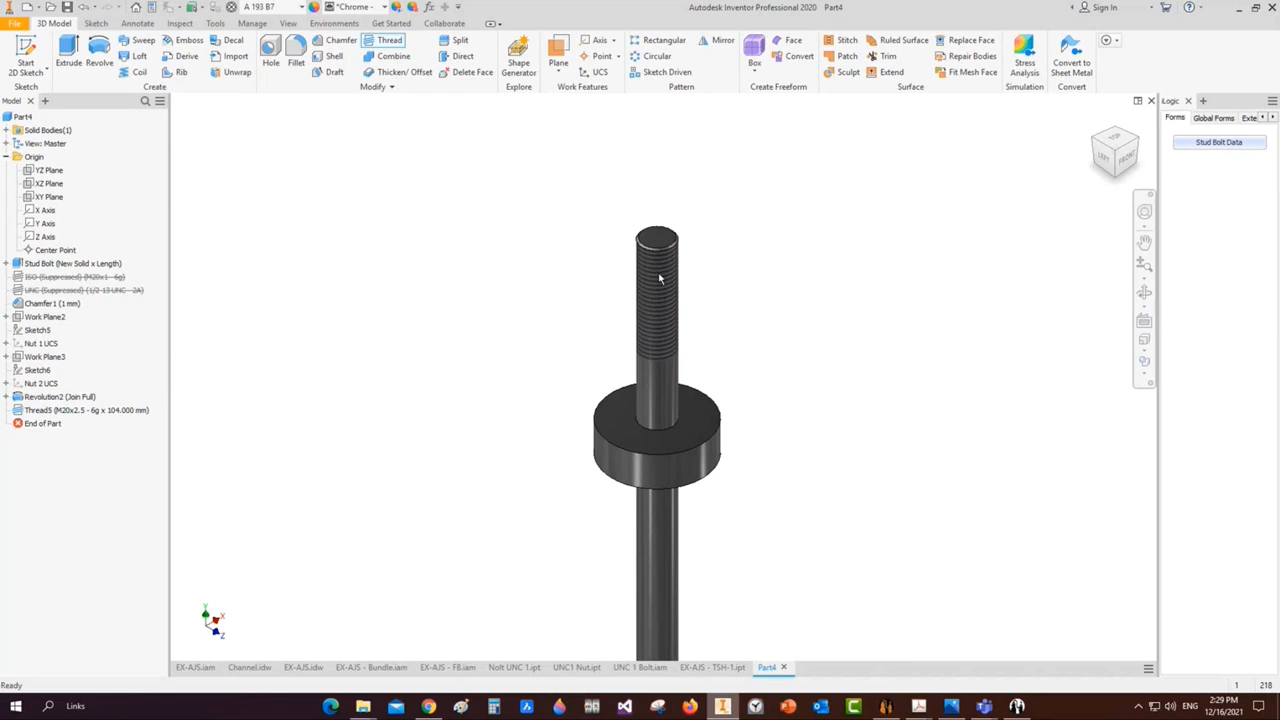 A 193 B7
*Chrome -
Autodesk Inventor Professional 2020 Part4
Sign In
File
3D Model
Sketch
Annotate
Inspect
Tools
Manage
View
Environments
Get Started
Collaborate
Start
2D Sketch
Extrude
Revolve
Sweep
Loft
Coil
Emboss
Derive
Rib
Decal
Import
Unwrap
Hole
Fillet
Chamfer
Shell
Draft
Thread
Combine
Thicken/ Offset
Split
Direct
Delete Face
Shape
Generator
Plane
Axis
Point
UCS
Rectangular
Circular
Sketch Driven
Mirror
Box
Face
Convert
Stitch
Patch
Sculpt
Ruled Surface
Trim
Extend
Replace Face
Repair Bodies
Fit Mesh Face
Stress
Analysis
Convert to
Sheet Metal
Sketch
Create
Modify
Explore
Work Features
Pattern
Create Freeform
Surface
Simulation
Convert
Model
Part4
Solid Bodies(1)
View: Master
Origin
YZ Plane
XZ Plane
XY Plane
X Axis
Y Axis
Z Axis
Center Point
Stud Bolt (New Solid x Length)
ISO (Suppressed) (M20x1 - 6g)
UNC (Suppressed) (1/2-13 UNC - 2A)
Chamfer1 (1 mm)
Work Plane2
Sketch5
Nut 1 UCS
Work Plane3
Sketch6
Nut 2 UCS
Revolution2 (Join Full)
Thread5 (M20x2.5 - 6g x 104.000 mm)
End of Part
iLogic
Forms
Global Forms
Exte
Stud Bolt Data
TOP
LEFT
FRONT
Y
X
Z
EX-AJS.iam
Channel.idw
EX-AJS.idw
EX-AJS - Bundle.iam
EX-AJS - FB.iam
Nolt UNC 1.ipt
UNC1 Nut.ipt
UNC 1 Bolt.iam
EX-AJS - TSH-1.ipt
Part4
Ready
1
218
Links
ENG
2:29 PM
12/16/2021